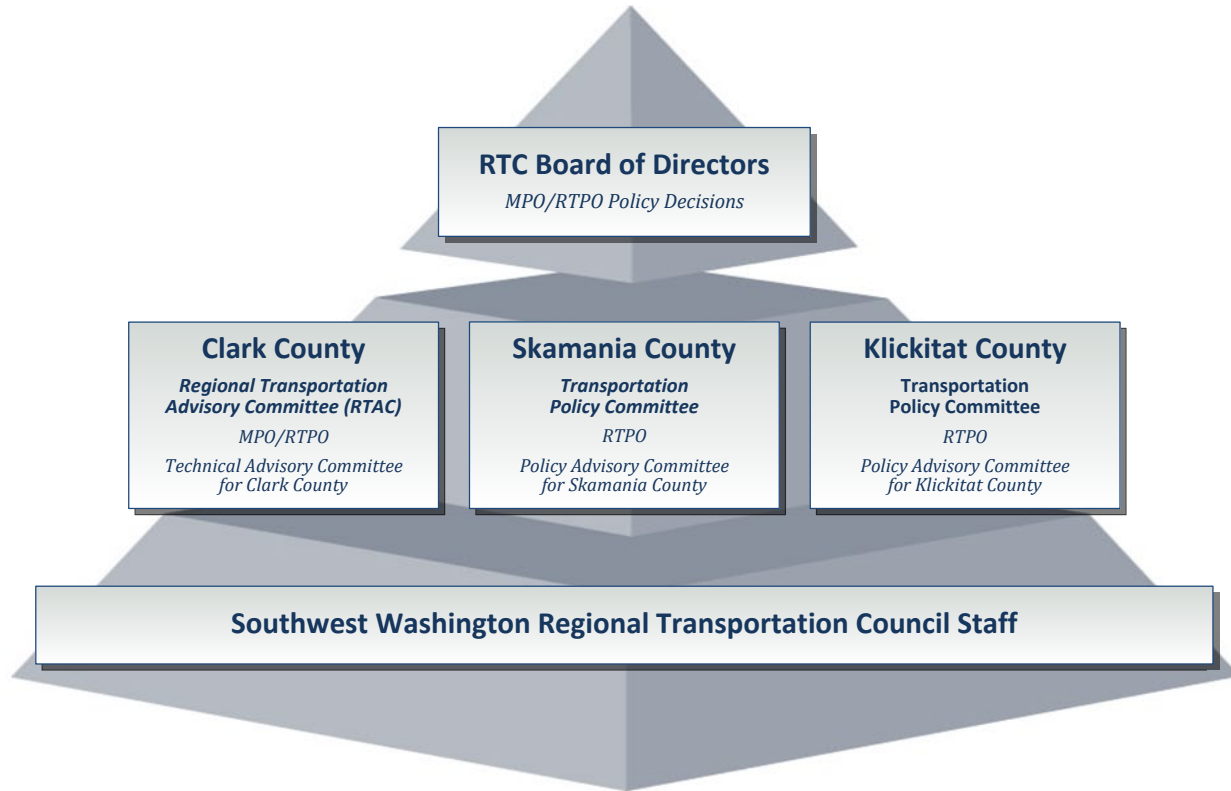 RTC Board of Directors
MPO/RTPO Policy Decisions
Clark County
Regional Transportation
Advisory Committee (RTAC)
MPO/RTPO
Technical Advisory Committee
for Clark County
Skamania County
Transportation
Policy Committee
RTPO
Policy Advisory Committee
for Skamania County
Klickitat County
Transportation
Policy Committee
RTPO
Policy Advisory Committee
for Klickitat County
Southwest Washington Regional Transportation Council Staff